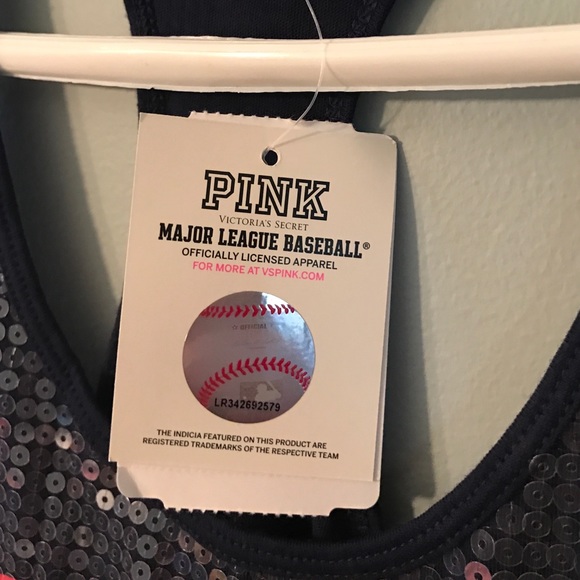 PINK
VICTORIA'S SECRET
MAJOR LEAGUE BASEBALL®
OFFICIALLY LICENSED APPAREL
FOR MORE AT VSPINK.COM
OFFICIAL
LR342692579
THE INDICIA FEATURED ON THIS PRODUCT ARE
REGISTERED TRADEMARKS OF THE RESPECTIVE TEAM